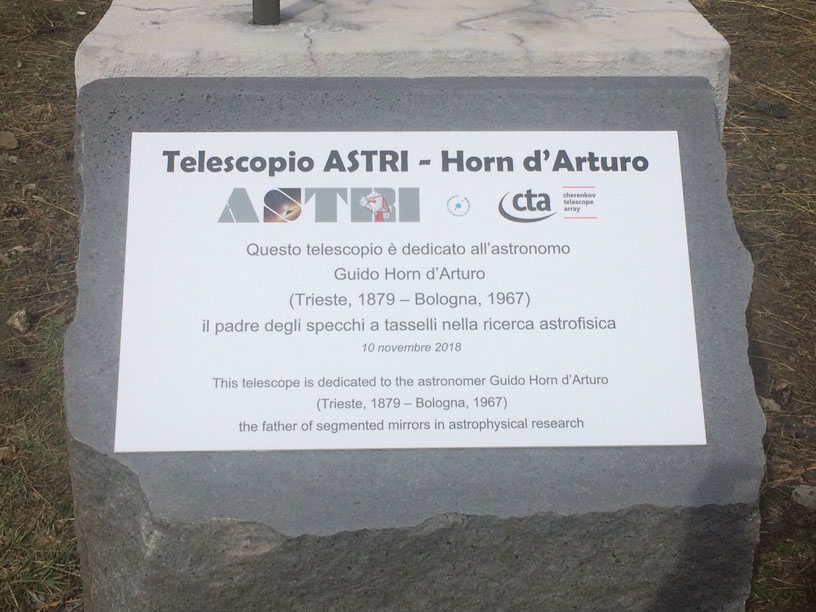 Telescopio ASTRI - Horn d'Arturo
ASTRI
cta
cherenkov
telescope
array
Questo telescopio è dedicato all'astronomo
Guido Horn d'Arturo
(Trieste, 1879 – Bologna, 1967)
il padre degli specchi a tasselli nella ricerca astrofisica
10 novembre 2018
This telescope is dedicated to the astronomer Guido Horn d'Arturo
(Trieste, 1879 – Bologna, 1967)
the father of segmented mirrors in astrophysical research